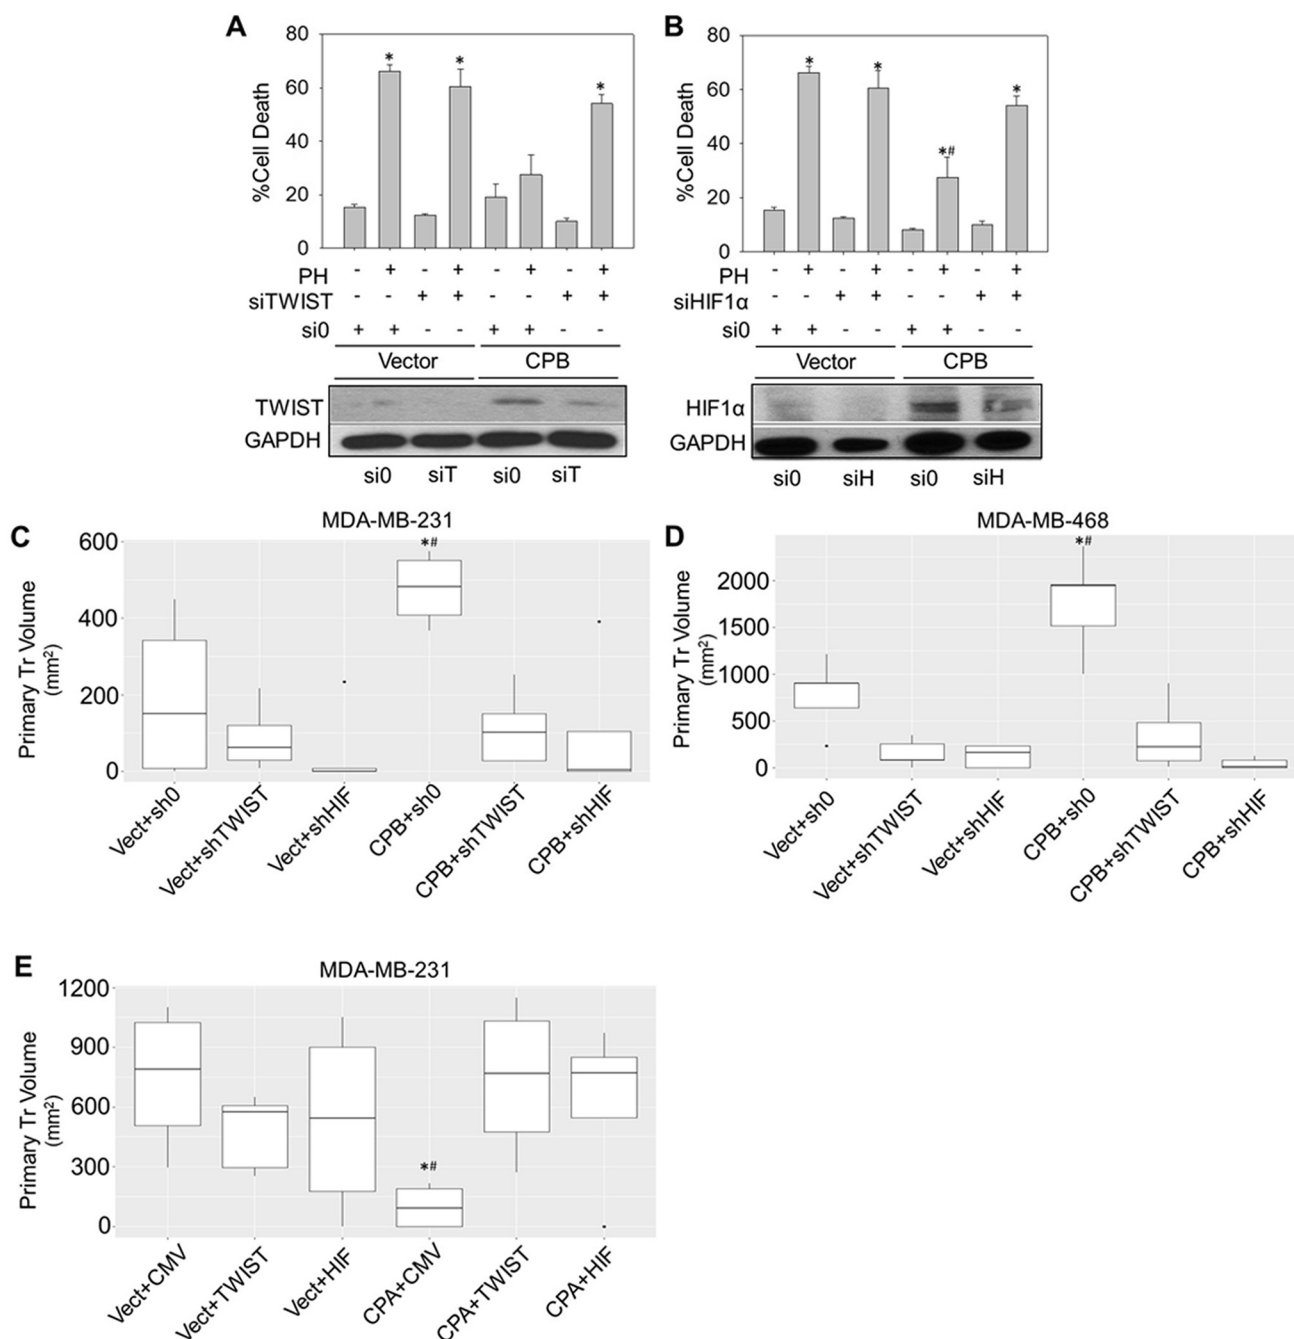 A
80
60
40
20
0
%Cell Death
* * *
PH - + - + - + - +
siTWIST - - + + - - + +
si0 + + - - + + - -
Vector CPB
TWIST
GAPDH
si0 siT si0 siT
B
80
60
40
20
0
%Cell Death
* * *# *
PH - + - + - + - +
siHIF1α - - + + - - + +
si0 + + - - + + - -
Vector CPB
HIF1α
GAPDH
si0 siH si0 siH
C
MDA-MB-231
600
400
200
0
Primary Tr Volume
(mm²)
*#
Vect+sh0
Vect+shTWIST
Vect+shHIF
CPB+sh0
CPB+shTWIST
CPB+shHIF
D
MDA-MB-468
2000
1500
1000
500
0
Primary Tr Volume
(mm²)
*#
Vect+sh0
Vect+shTWIST
Vect+shHIF
CPB+sh0
CPB+shTWIST
CPB+shHIF
E
MDA-MB-231
1200
900
600
300
0
Primary Tr Volume
(mm²)
*#
Vect+CMV
Vect+TWIST
Vect+HIF
CPA+CMV
CPA+TWIST
CPA+HIF